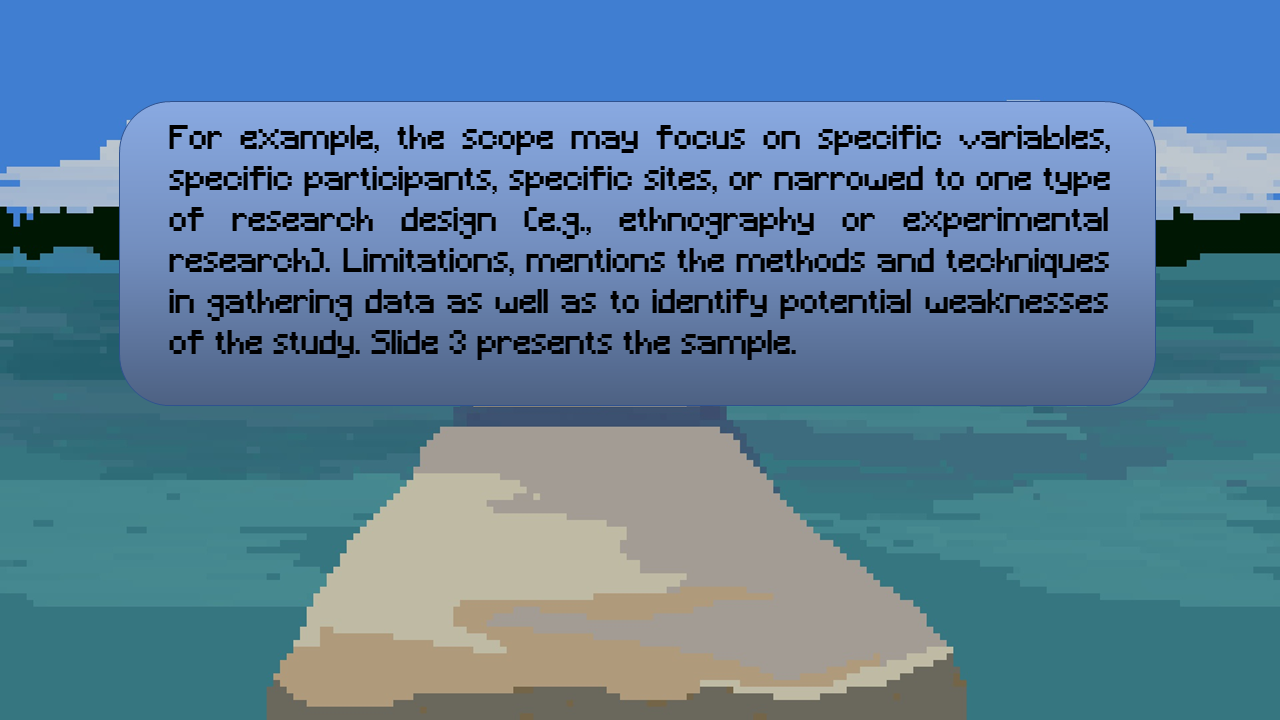 For example, the scope may focus on specific variables,
specific participants, specific sites, or narrowed to one type
of research design (e.g., ethnography or experimental
research). Limitations, mentions the methods and techniques
in gathering data as well as to identify potential weaknesses
of the study. Slide 3 presents the sample.